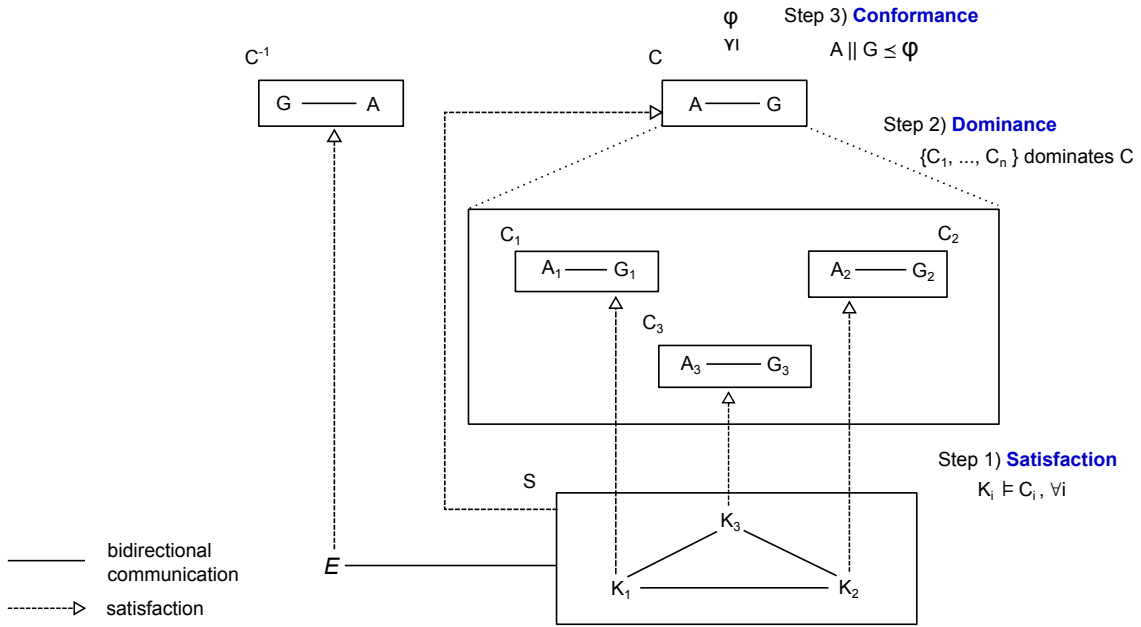 φ
Step 3) Conformance
C⁻¹
C
ΥΙ
A || G ⪯ φ
G A
A G
Step 2) Dominance
{C₁, ..., Cₙ } dominates C
C₁
C₂
A₁ G₁
A₂ G₂
C₃
A₃ G₃
Step 1) Satisfaction
S
Kᵢ ⊨ Cᵢ , ∀i
K₃
bidirectional
communication
E
K₁
K₂
satisfaction